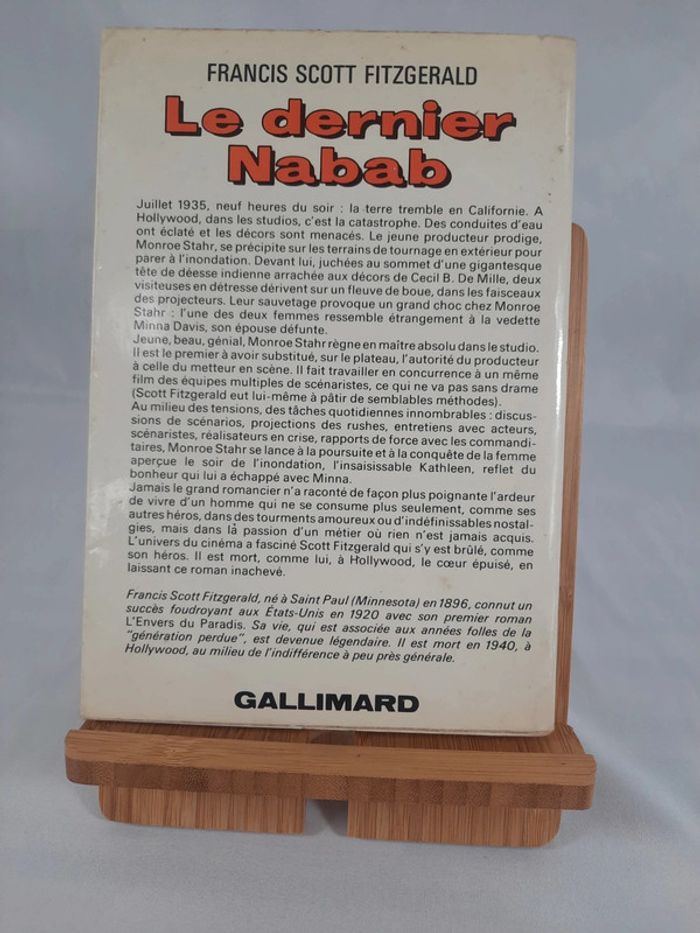 FRANCIS SCOTT FITZGERALD
Le dernier
Nabab
Juillet 1935, neuf heures du soir : la terre tremble en Californie. A
Hollywood, dans les studios, c'est la catastrophe. Des conduites d'eau
ont éclaté et les décors sont menacés. Le jeune producteur prodige,
Monroe Stahr, se précipite sur les terrains de tournage en extérieur pour
parer à l'inondation. Devant lui, juchées au sommet d'une gigantesque
tête de déesse indienne arrachée aux décors de Cecil B. De Mille, deux
visiteuses en détresse dérivent sur un fleuve de boue, dans les faisceaux
des projecteurs. Leur sauvetage provoque un grand choc chez Monroe
Stahr : l'une des deux femmes ressemble étrangement à la vedette
Minna Davis, son épouse défunte.
Jeune, beau, génial, Monroe Stahr règne en maître absolu dans le studio.
Il est le premier à avoir substitué, sur le plateau, l'autorité du producteur
à celle du metteur en scène. Il fait travailler en concurrence à un même
film des équipes multiples de scénaristes, ce qui ne va pas sans drame
(Scott Fitzgerald eut lui-même à pâtir de semblables méthodes).
Au milieu des tensions, des tâches quotidiennes innombrables : discus-
sions de scénarios, projections des rushes, entretiens avec acteurs,
scénaristes, réalisateurs en crise, rapports de force avec les commandi-
taires, Monroe Stahr se lance à la poursuite et à la conquête de la femme
aperçue le soir de l'inondation, l'insaisissable Kathleen, reflet du
bonheur qui lui a échappé avec Minna.
Jamais le grand romancier n'a raconté de façon plus poignante l'ardeur
de vivre d'un homme qui ne se consume plus seulement, comme ses
autres héros, dans des tourments amoureux ou d'indéfinissables nostal-
gies, mais dans là passion d'un métier où rien n'est jamais acquis.
L'univers du cinéma a fasciné Scott Fitzgerald qui s'y est brûlé, comme
son héros. Il est mort, comme lui, à Hollywood, le cœur épuisé, en
laissant ce roman inachevé.
Francis Scott Fitzgerald, né à Saint Paul (Minnesota) en 1896, connut un
succès foudroyant aux États-Unis en 1920 avec son premier roman
L'Envers du Paradis. Sa vie, qui est associée aux années folles de la
"génération perdue", est devenue légendaire. Il est mort en 1940, à
Hollywood, au milieu de l'indifférence à peu près générale.
GALLIMARD